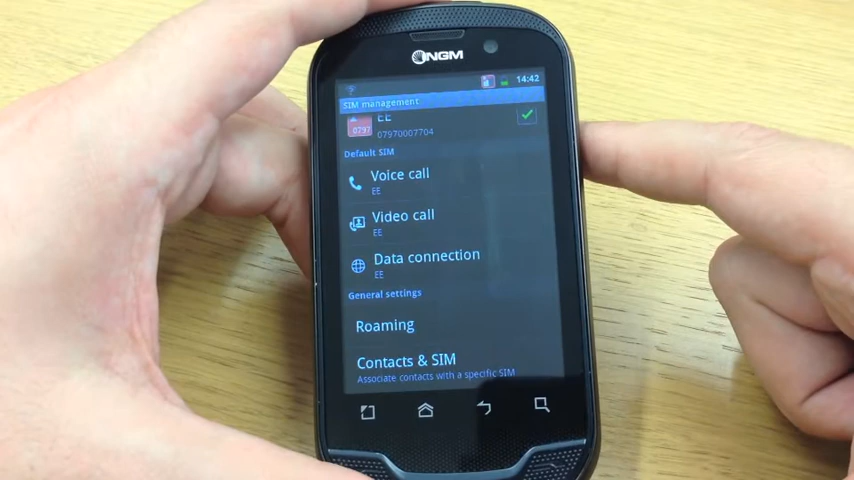 NGM
14:42
SIM management
EE
0797
07970007704
Default SIM
Voice call
EE
Video call
EE
Data connection
EE
General settings
Roaming
Contacts & SIM
Associate contacts with a specific SIM